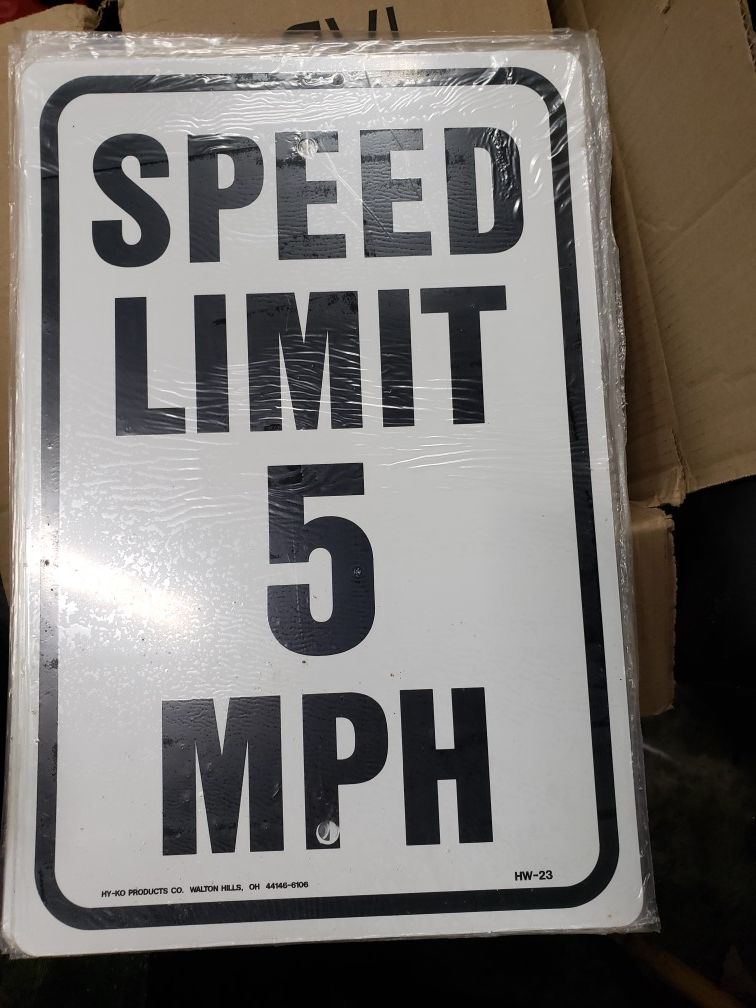 SPEED
LIMIT
5
MPH
HY-KO PRODUCTS CO. WALTON HILLS, OH 44146-6106
HW-23